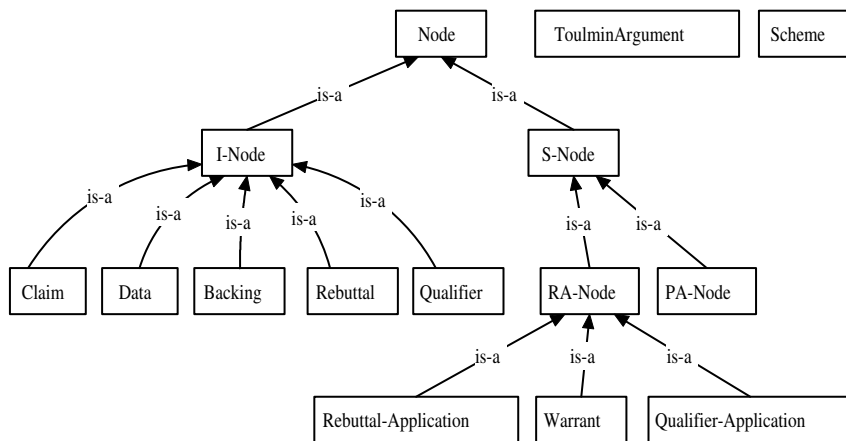 Node ToulminArgument Scheme
is-a is-a
I-Node S-Node
is-a is-a is-a is-a is-a is-a is-a
Claim Data Backing Rebuttal Qualifier RA-Node PA-Node
is-a is-a is-a
Rebuttal-Application Warrant Qualifier-Application